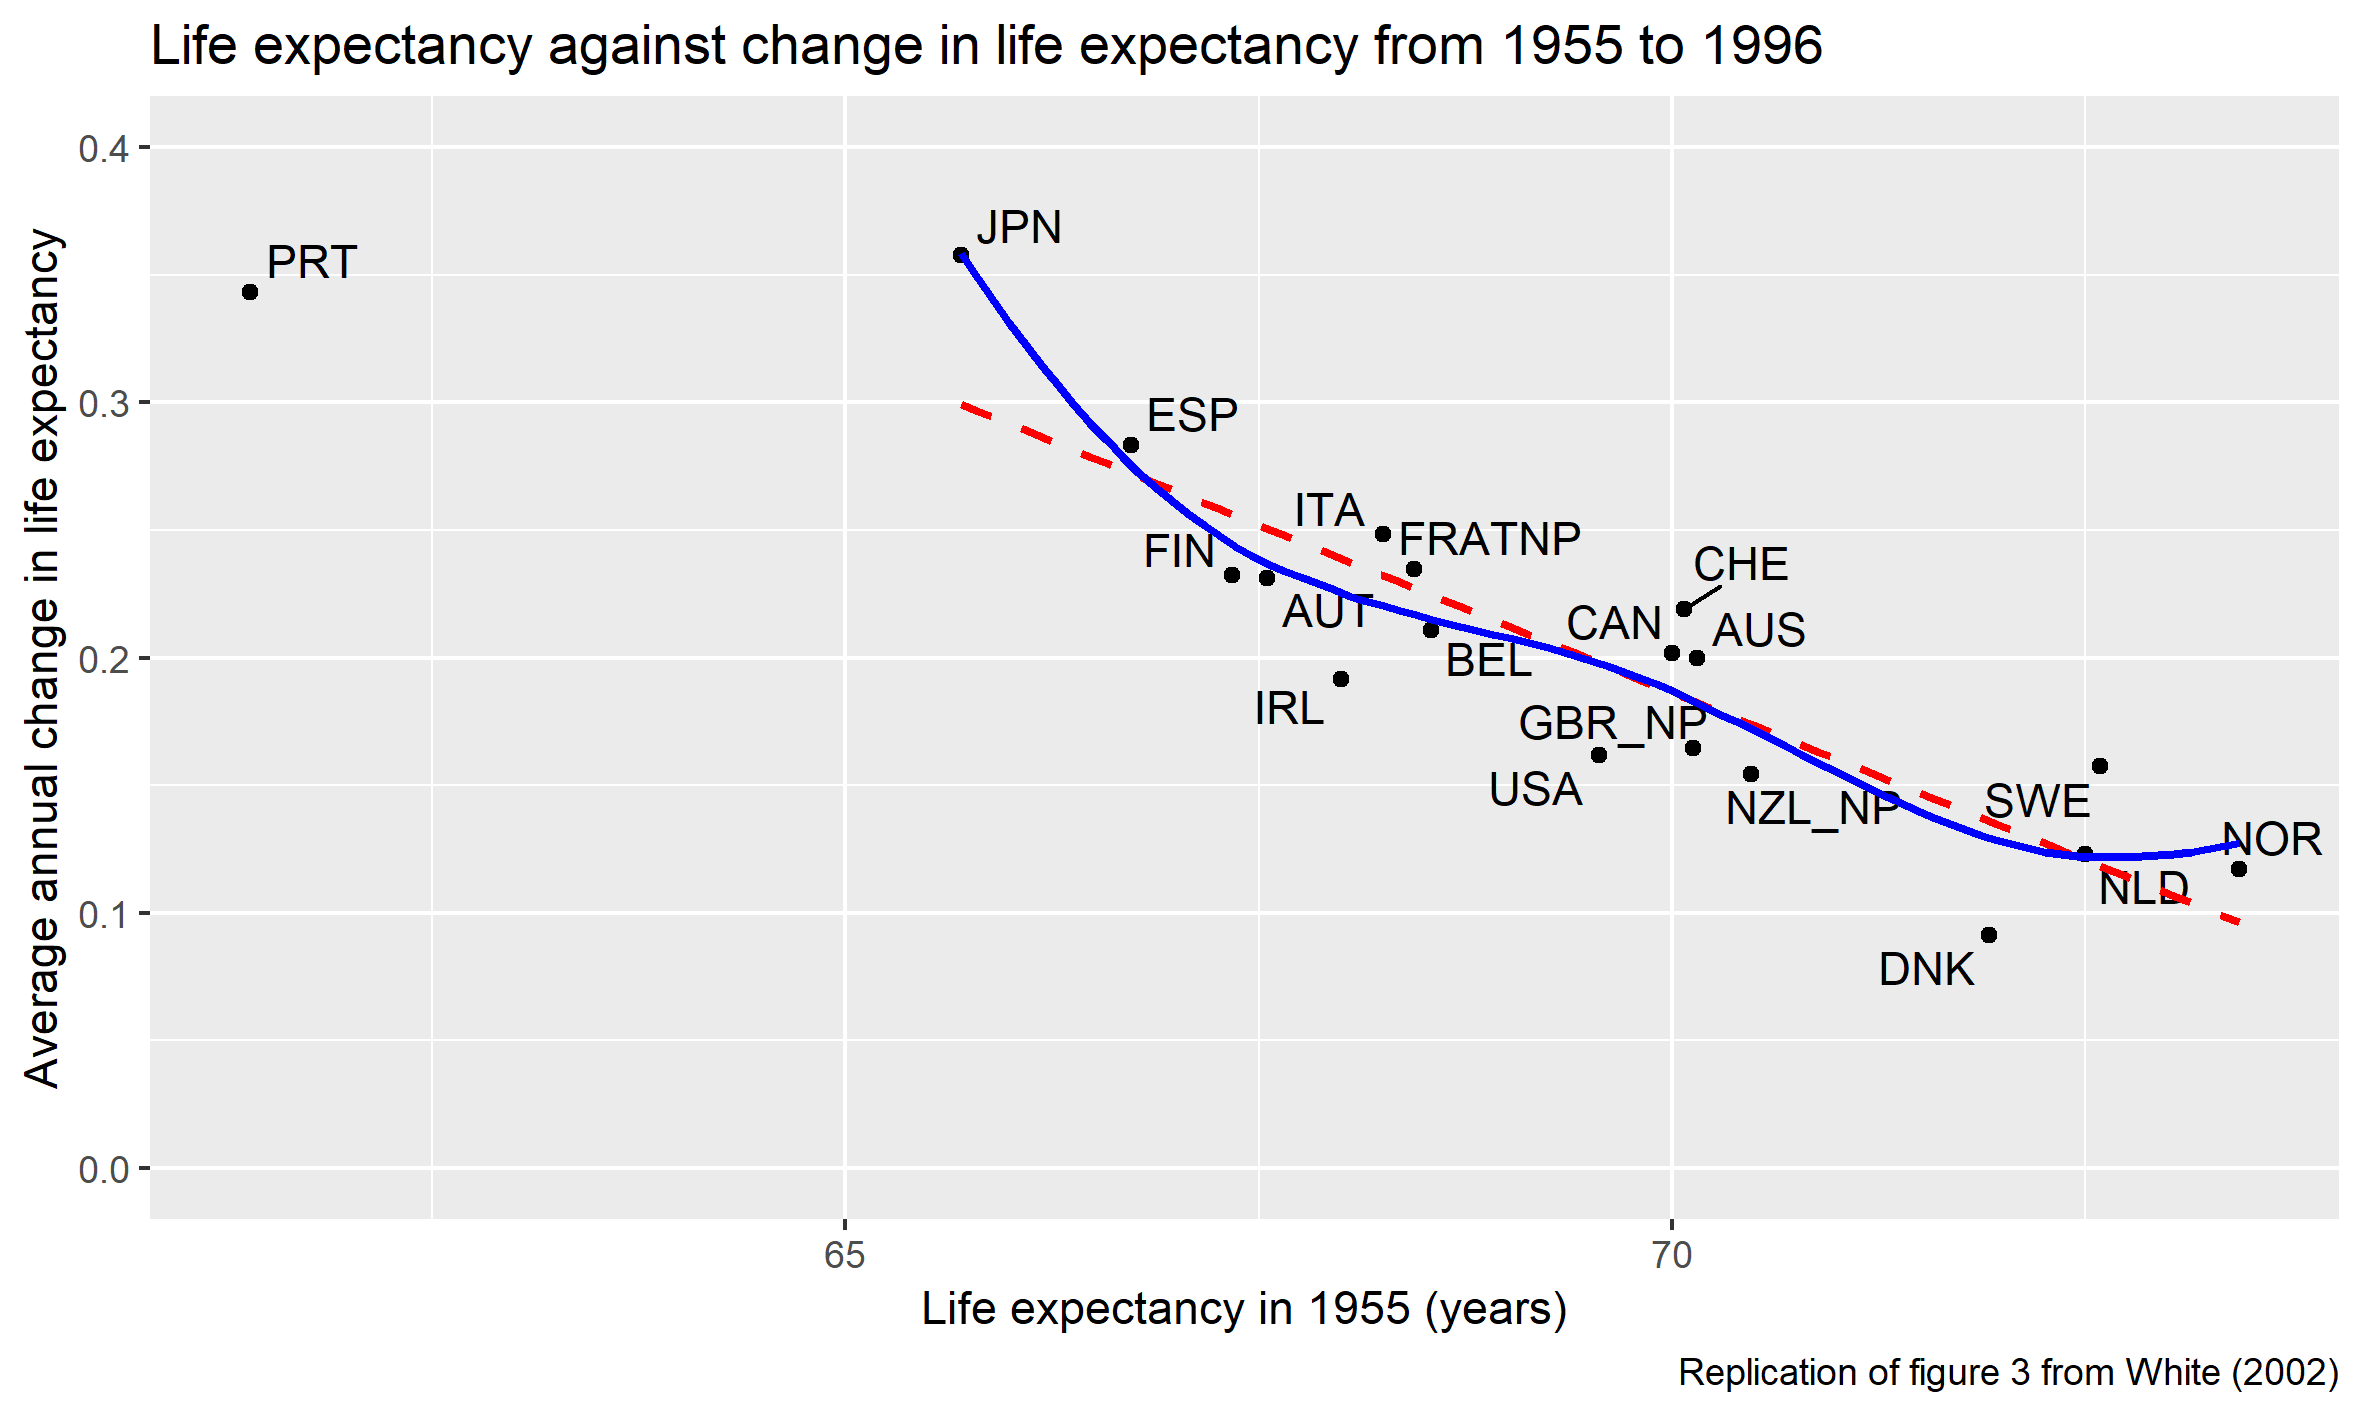 Life expectancy against change in life expectancy from 1955 to 1996
Average annual change in life expectancy
0.4
0.3
0.2
0.1
0.0
PRT
JPN
ESP
ITA
FRATNP
FIN
CHE
AUT
CAN
AUS
BEL
IRL
GBR_NP
USA
NZL_NP
SWE
NOR
NLD
DNK
65
70
Life expectancy in 1955 (years)
Replication of figure 3 from White (2002)